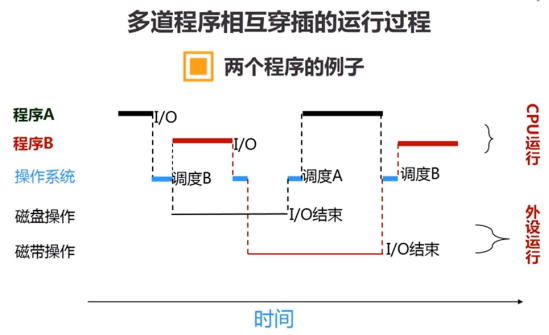 多道程序相互穿插的运行过程
两个程序的例子
程序A
I/O
程序B
I/O
操作系统
调度B
调度A
调度B
磁盘操作
I/O结束
磁带操作
I/O结束
CPU运行
外设运行
时间